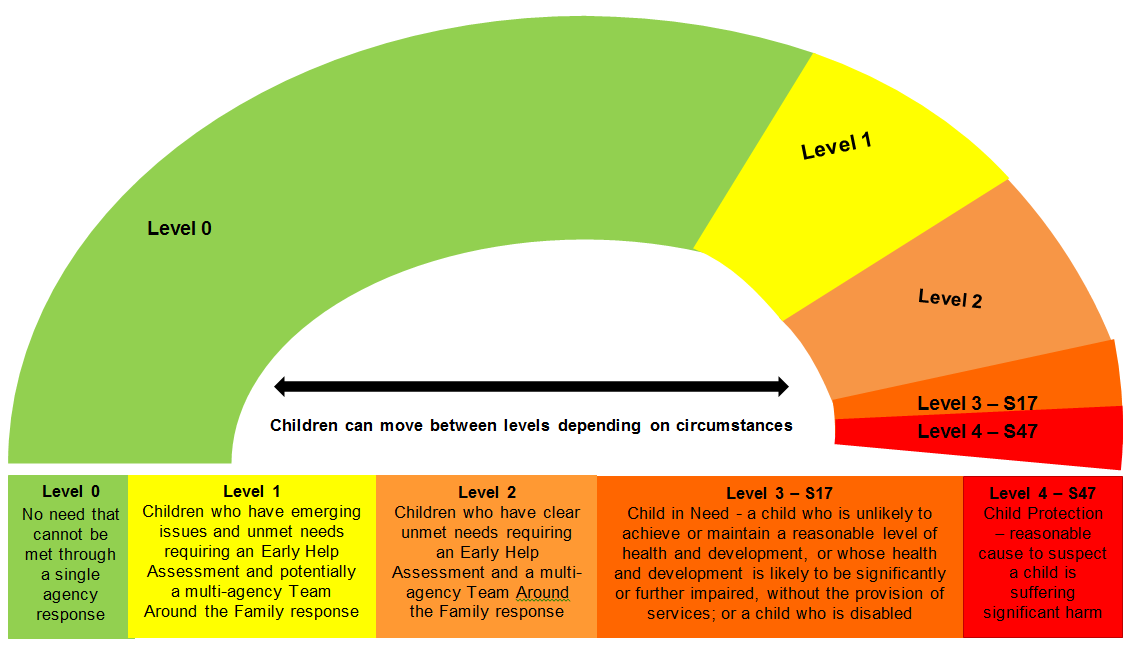 Level 1
Level 0
Level 2
Level 3 – S17
Children can move between levels depending on circumstances
Level 4 – S47
Level 0
No need that
cannot be
met through
a single
agency
response
Level 1
Children who have emerging
issues and unmet needs
requiring an Early Help
Assessment and potentially
a multi-agency Team
Around the Family response
Level 2
Children who have clear
unmet needs requiring
an Early Help
Assessment and a multi-
agency Team Around
the Family response
Level 3 – S17
Child in Need - a child who is unlikely to
achieve or maintain a reasonable level of
health and development, or whose health
and development is likely to be significantly
or further impaired, without the provision of
services; or a child who is disabled
Level 4 – S47
Child Protection
– reasonable
cause to suspect
a child is
suffering
significant harm